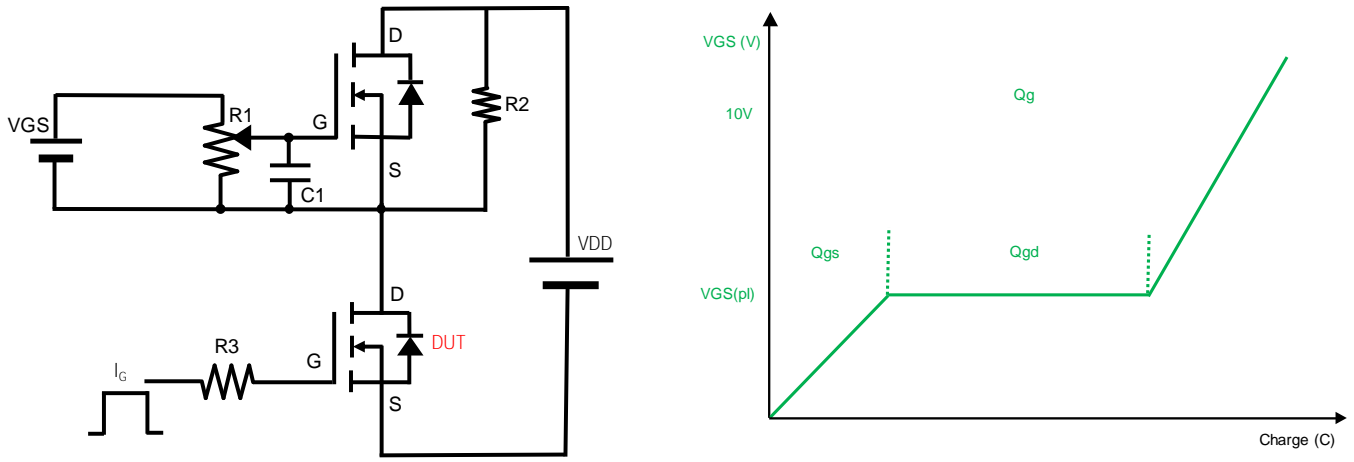 D
R2
VGS
R1
G
S
C1
VDD
D
DUT
R3
G
IG
S
VGS (V)
Qg
10V
Qgs
Qgd
VGS(pl)
Charge (C)